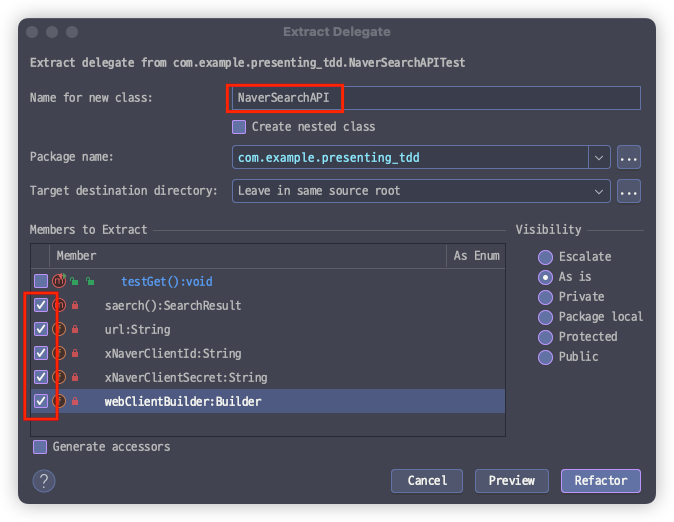 Extract Delegate
Extract delegate from com.example.presenting_tdd.NaverSearchAPITest
Name for new class: NaverSearchAPI
Create nested class
Package name: com.example.presenting_tdd ...
Target destination directory: Leave in same source root ...
Members to Extract
Visibility
Member As Enum
testGet():void
saerch():SearchResult
url:String
xNaverClientId:String
xNaverClientSecret:String
webClientBuilder:Builder
Escalate
As is
Private
Package local
Protected
Public
Generate accessors
? Cancel Preview Refactor